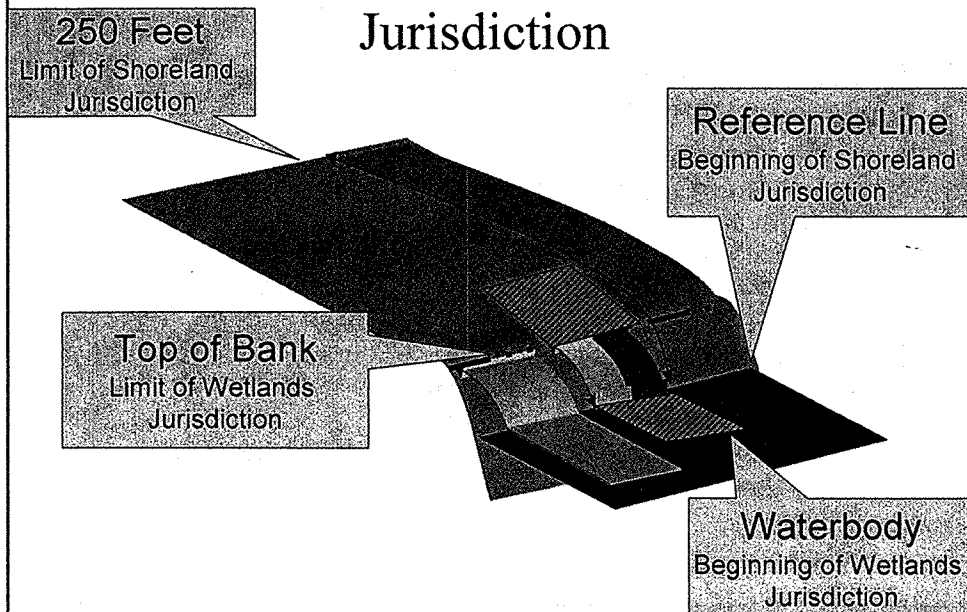 Jurisdiction
250 Feet
Limit of Shoreland
Jurisdiction
Reference Line
Beginning of Shoreland
Jurisdiction
Top of Bank
Limit of Wetlands
Jurisdiction
Waterbody
Beginning of Wetlands
Jurisdiction